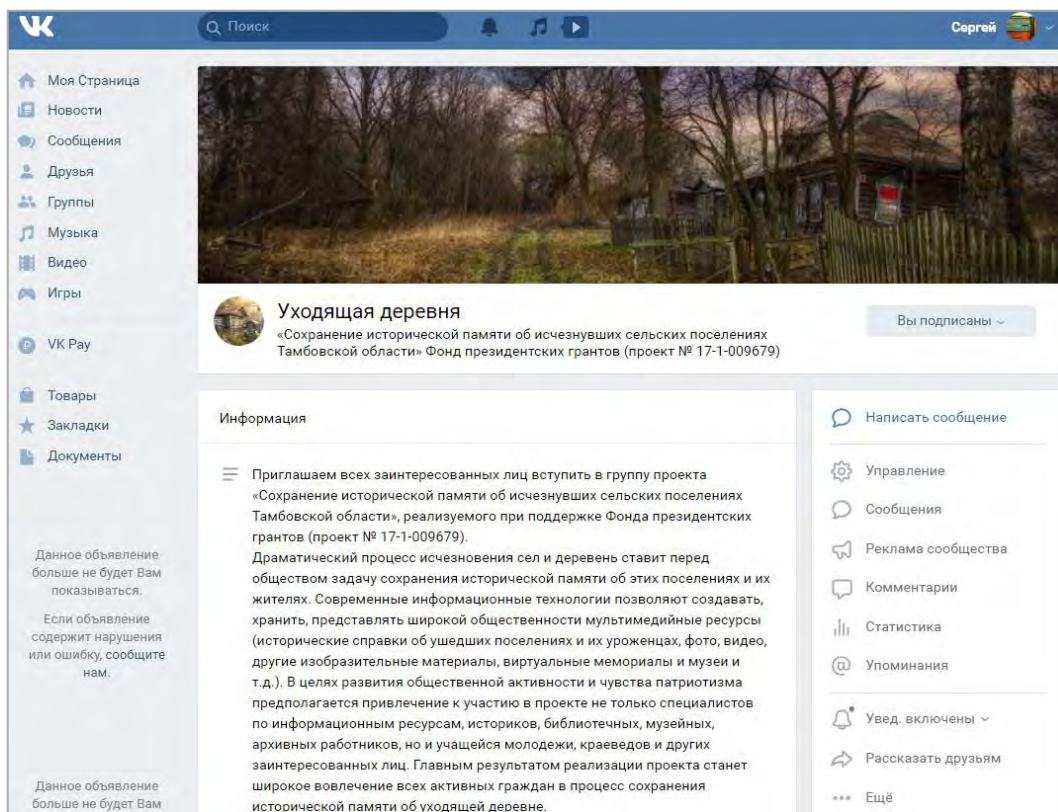 Поиск
Сергей
Моя Страница
Новости
Сообщения
Друзья
Группы
Музыка
Видео
Игры
VK Pay
Товары
Закладки
Документы
Данное объявление
больше не будет Вам
показываться.
Если объявление
содержит нарушения
или ошибку, сообщите
нам.
Данное объявление
больше не будет Вам
Уходящая деревня
«Сохранение исторической памяти об исчезнувших сельских поселениях
Тамбовской области» Фонд президентских грантов (проект № 17-1-009679)
Вы подписаны
Информация
Приглашаем всех заинтересованных лиц вступить в группу проекта
«Сохранение исторической памяти об исчезнувших сельских поселениях
Тамбовской области», реализуемого при поддержке Фонда президентских
грантов (проект № 17-1-009679).
Драматический процесс исчезновения сел и деревень ставит перед
обществом задачу сохранения исторической памяти об этих поселениях и их
жителях. Современные информационные технологии позволяют создавать,
хранить, представлять широкой общественности мультимедийные ресурсы
(исторические справки об ушедших поселениях и их уроженцах, фото, видео,
другие изобразительные материалы, виртуальные мемориалы и музеи и
т.д.). В целях развития общественной активности и чувства патриотизма
предполагается привлечение к участию в проекте не только специалистов
по информационным ресурсам, историков, библиотечных, музейных,
архивных работников, но и учащейся молодежи, краеведов и других
заинтересованных лиц. Главным результатом реализации проекта станет
широкое вовлечение всех активных граждан в процесс сохранения
исторической памяти об уходящей деревне.
Написать сообщение
Управление
Сообщения
Реклама сообщества
Комментарии
Статистика
Упоминания
Увед. включены
Рассказать друзьям
Ещё